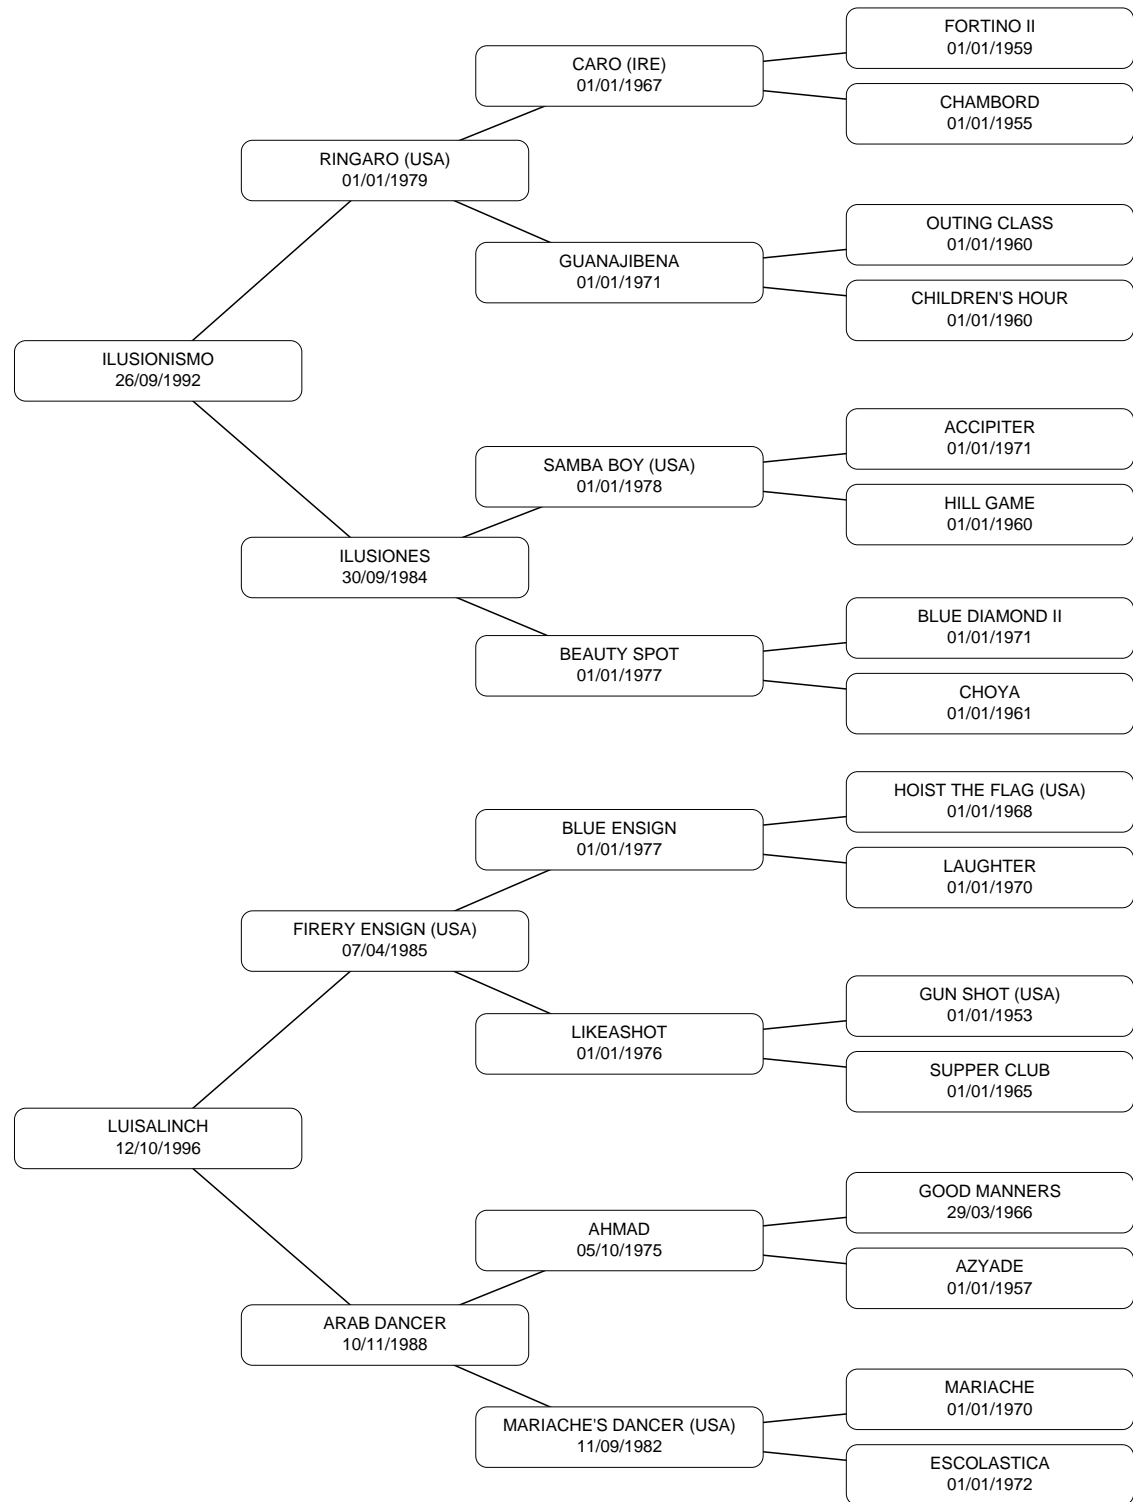 FORTINO II
01/01/1959
CARO (IRE)
01/01/1967
CHAMBORD
01/01/1955
RINGARO (USA)
01/01/1979
OUTING CLASS
01/01/1960
GUANAJIBENA
01/01/1971
CHILDREN'S HOUR
01/01/1960
ILUSIONISMO
26/09/1992
ACCIPITER
01/01/1971
SAMBA BOY (USA)
01/01/1978
HILL GAME
01/01/1960
ILUSIONES
30/09/1984
BLUE DIAMOND II
01/01/1971
BEAUTY SPOT
01/01/1977
CHOYA
01/01/1961
HOIST THE FLAG (USA)
01/01/1968
BLUE ENSIGN
01/01/1977
LAUGHTER
01/01/1970
FIRERY ENSIGN (USA)
07/04/1985
GUN SHOT (USA)
01/01/1953
LIKEASHOT
01/01/1976
SUPPER CLUB
01/01/1965
LUISALINCH
12/10/1996
GOOD MANNERS
29/03/1966
AHMAD
05/10/1975
AZYADE
01/01/1957
ARAB DANCER
10/11/1988
MARIACHE
01/01/1970
MARIACHE'S DANCER (USA)
11/09/1982
ESCOLASTICA
01/01/1972